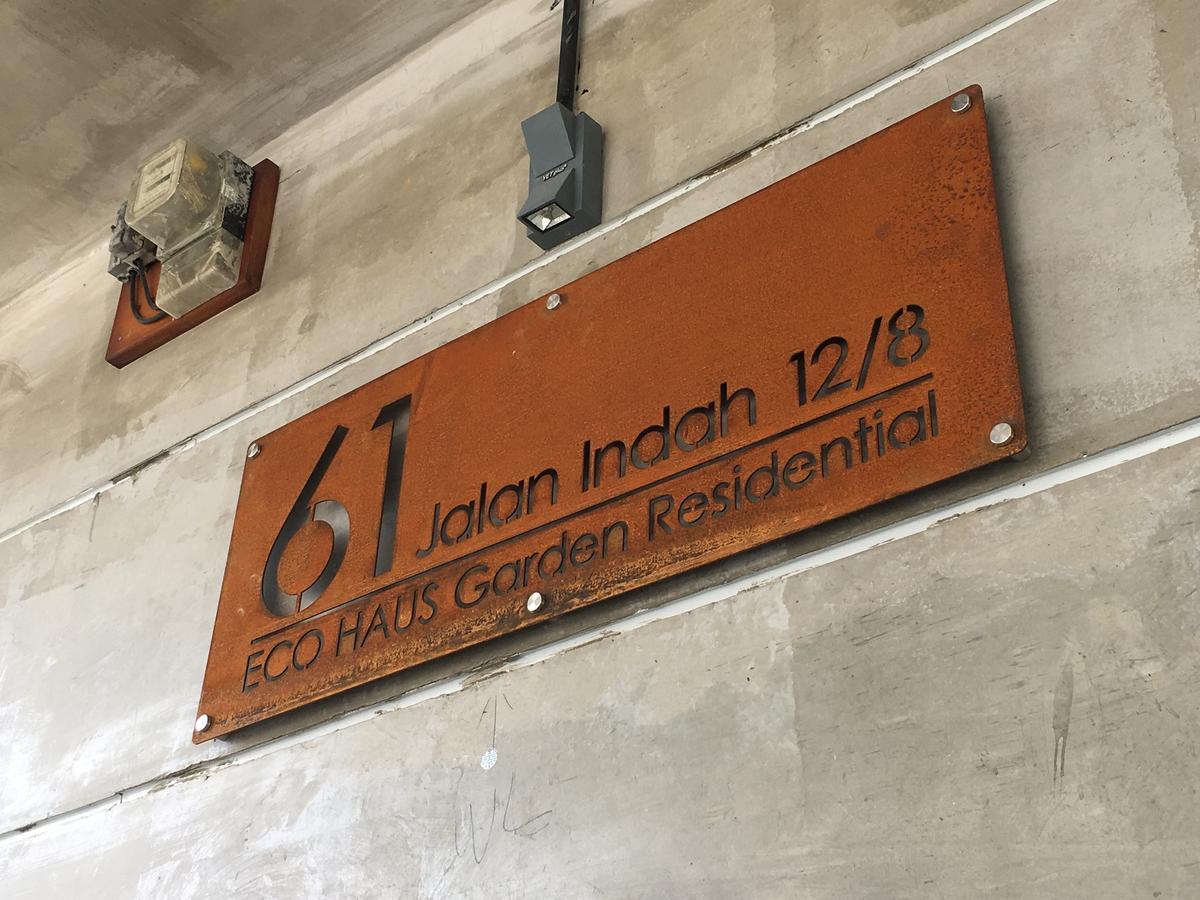 61 Jalan Indah 12/8
ECO HAUS Garden Residential